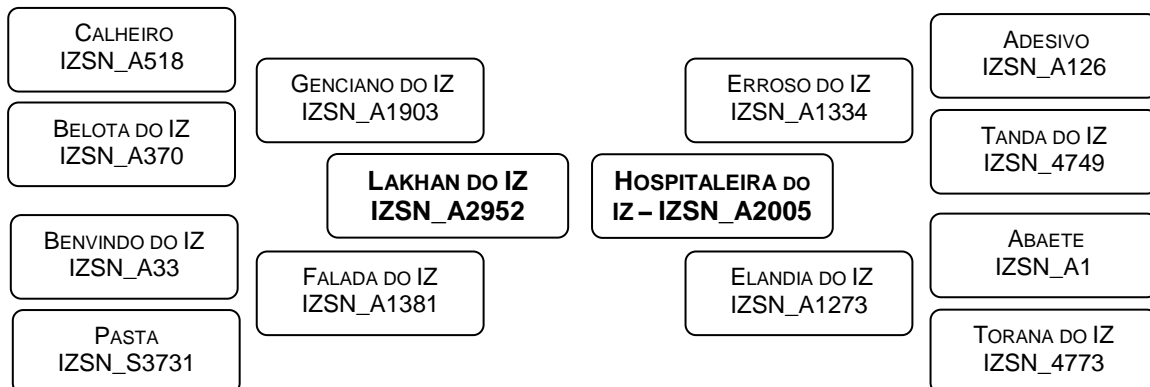 CALHEIRO
IZSN_A518
BELOTA DO IZ
IZSN_A370
BENVINDO DO IZ
IZSN_A33
PASTA
IZSN_S3731
GENCIANO DO IZ
IZSN_A1903
FALADA DO IZ
IZSN_A1381
LAKHAN DO IZ
IZSN_A2952
HOSPITALEIRA DO
IZ – IZSN_A2005
ERROSO DO IZ
IZSN_A1334
ELANDIA DO IZ
IZSN_A1273
ADESIVO
IZSN_A126
TANDA DO IZ
IZSN_4749
ABAETE
IZSN_A1
TORANA DO IZ
IZSN_4773